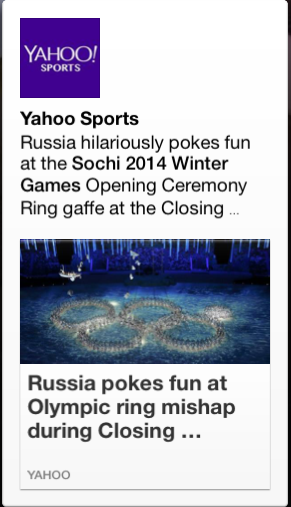 YAHOO!
SPORTS
Yahoo Sports
Russia hilariously pokes fun
at the Sochi 2014 Winter
Games Opening Ceremony
Ring gaffe at the Closing ...
Russia pokes fun at
Olympic ring mishap
during Closing ...
YAHOO